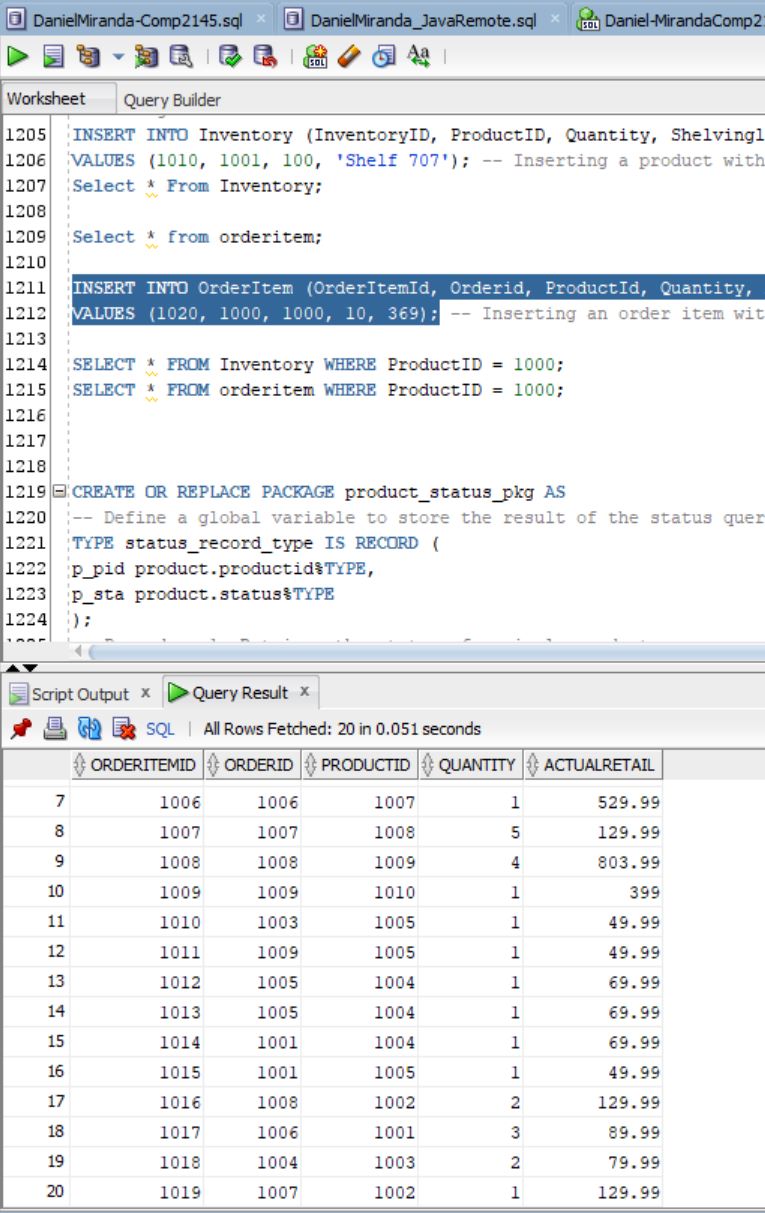 DanielMiranda-Comp2145.sql × DanielMiranda_JavaRemote.sql × Daniel-MirandaComp2
Worksheet Query Builder
1205 INSERT INTO Inventory (InventoryID, ProductID, Quantity, Shelvingl
1206 VALUES (1010, 1001, 100, 'Shelf 707'); -- Inserting a product with
1207 Select * From Inventory;
1208
1209 Select * from orderitem;
1210
1211 INSERT INTO OrderItem (OrderItemId, Orderid, ProductId, Quantity,
1212 VALUES (1020, 1000, 1000, 10, 369); -- Inserting an order item wit
1213
1214 SELECT * FROM Inventory WHERE ProductID = 1000;
1215 SELECT * FROM orderitem WHERE ProductID = 1000;
1216
1217
1218
1219 CREATE OR REPLACE PACKAGE product_status_pkg AS
1220 -- Define a global variable to store the result of the status quer
1221 TYPE status_record_type IS RECORD (
1222 p_pid product.productid%TYPE,
1223 p_sta product.status%TYPE
1224 );
Script Output × Query Result ×
SQL | All Rows Fetched: 20 in 0.051 seconds
ORDERITEMID ORDERID PRODUCTID QUANTITY ACTUALRETAIL
7 1006 1006 1007 1 529.99
8 1007 1007 1008 5 129.99
9 1008 1008 1009 4 803.99
10 1009 1009 1010 1 399
11 1010 1003 1005 1 49.99
12 1011 1009 1005 1 49.99
13 1012 1005 1004 1 69.99
14 1013 1005 1004 1 69.99
15 1014 1001 1004 1 69.99
16 1015 1001 1005 1 49.99
17 1016 1008 1002 2 129.99
18 1017 1006 1001 3 89.99
19 1018 1004 1003 2 79.99
20 1019 1007 1002 1 129.99